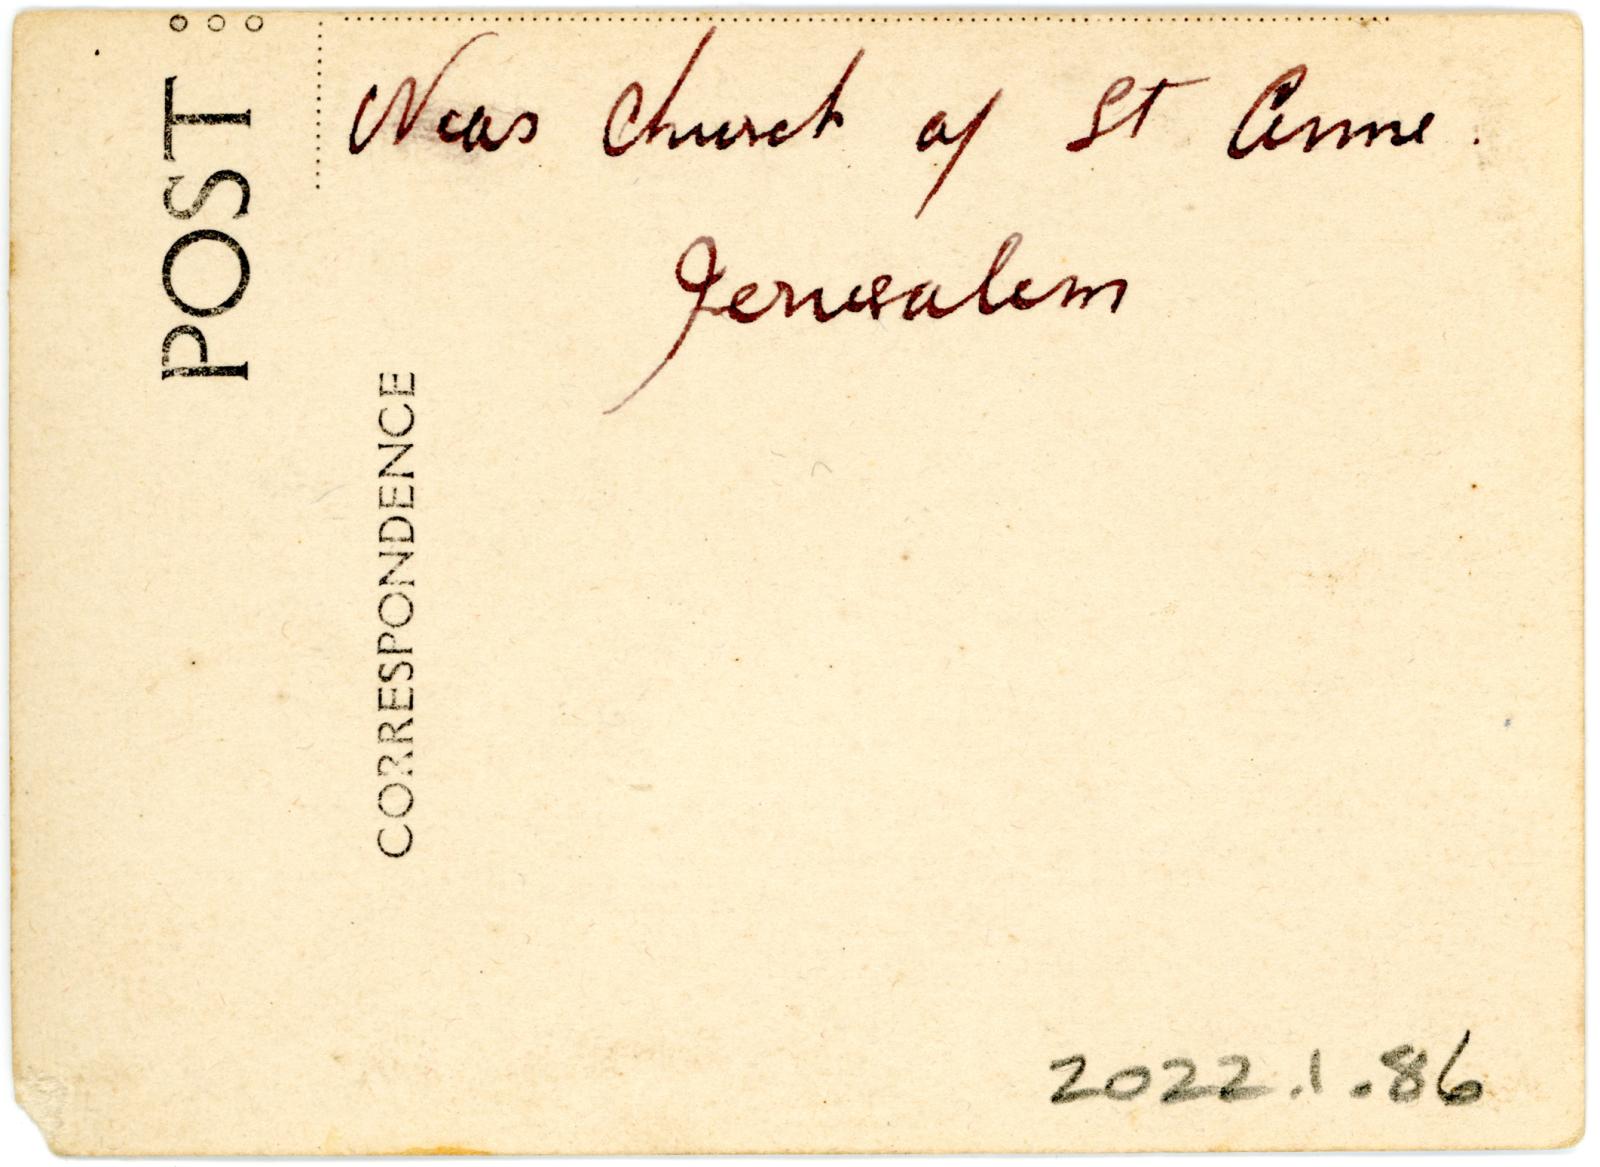 Near Church of St Anne.
Jerusalem
POST
CORRESPONDENCE
2022.1.86